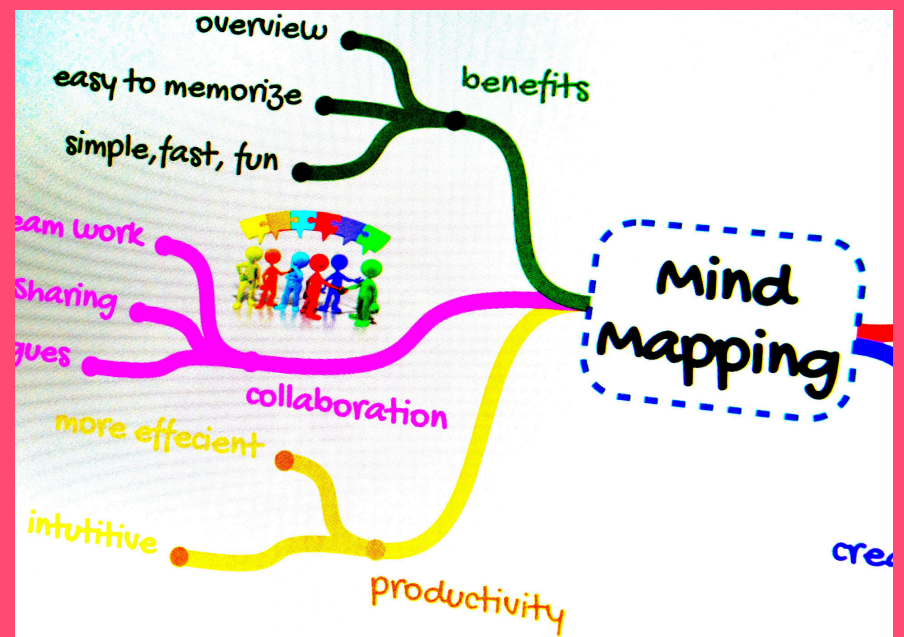 overview
easy to memorize
simple, fast, fun
benefits
eam work
Sharing
gues
collaboration
more effecient
intutitive
productivity
Mind
Mapping
crea